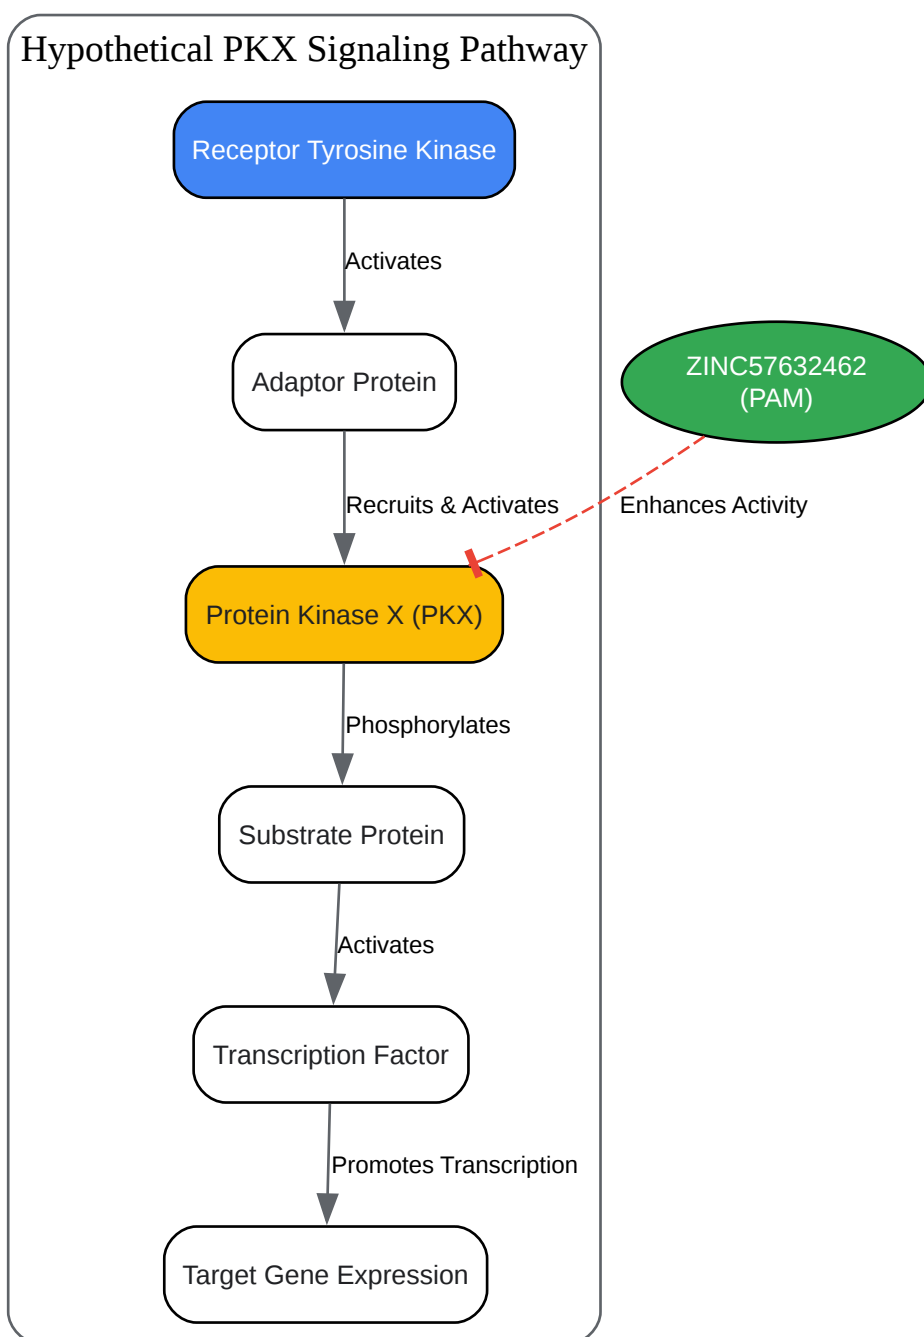 Hypothetical PKX Signaling Pathway
Receptor Tyrosine Kinase
Activates
Adaptor Protein
ZINC57632462
(PAM)
Recruits & Activates
Enhances Activity
Protein Kinase X (PKX)
Phosphorylates
Substrate Protein
Activates
Transcription Factor
Promotes Transcription
Target Gene Expression